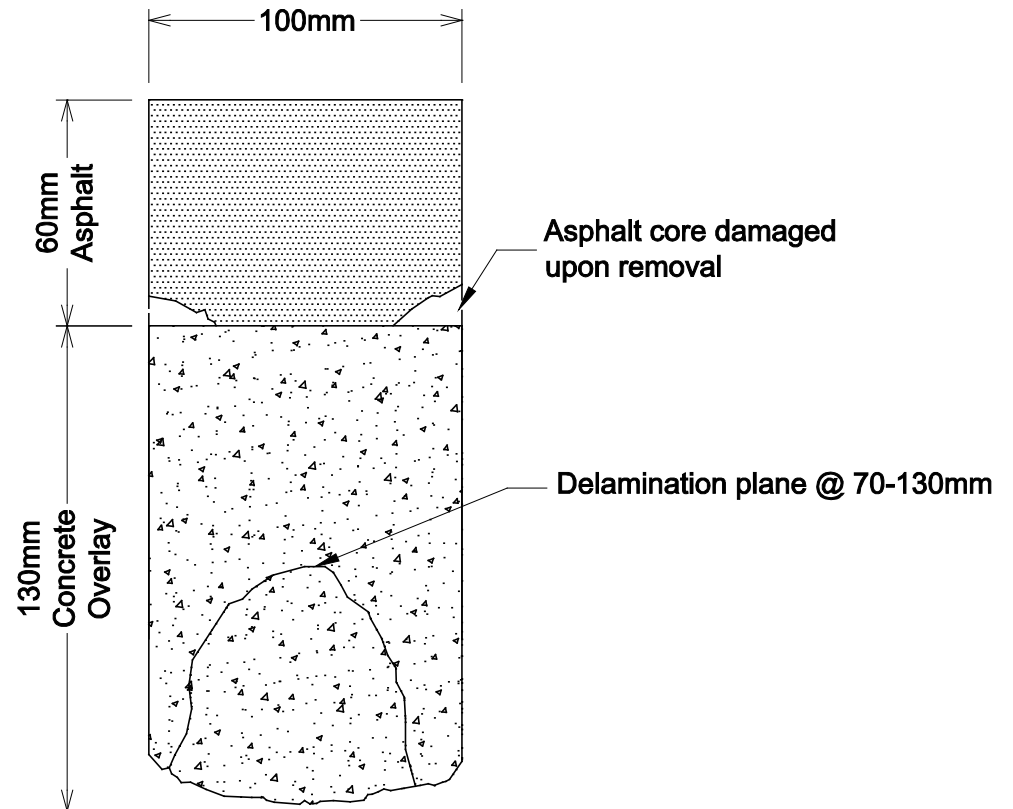 100mm
60mm
Asphalt
Asphalt core damaged
upon removal
Delamination plane @ 70-130mm
130mm
Concrete
Overlay